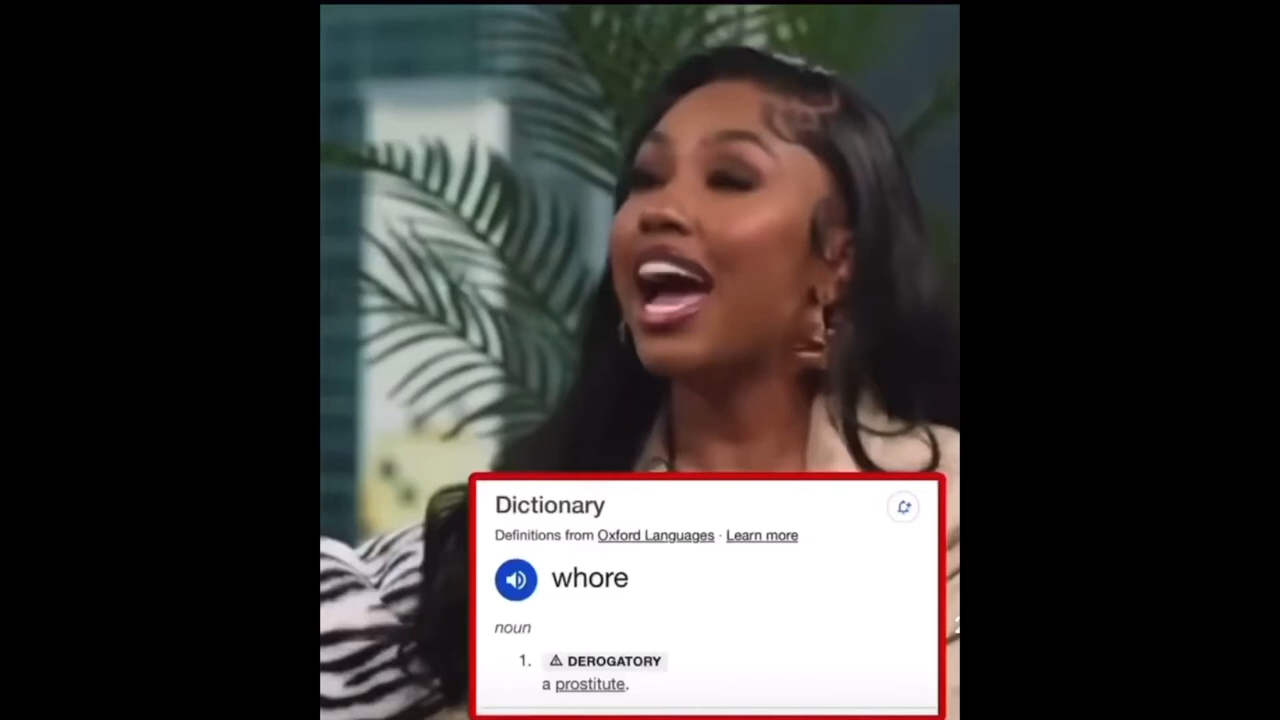 Dictionary
Definitions from Oxford Languages · Learn more
whore
noun
1. ⚠ DEROGATORY
a prostitute.